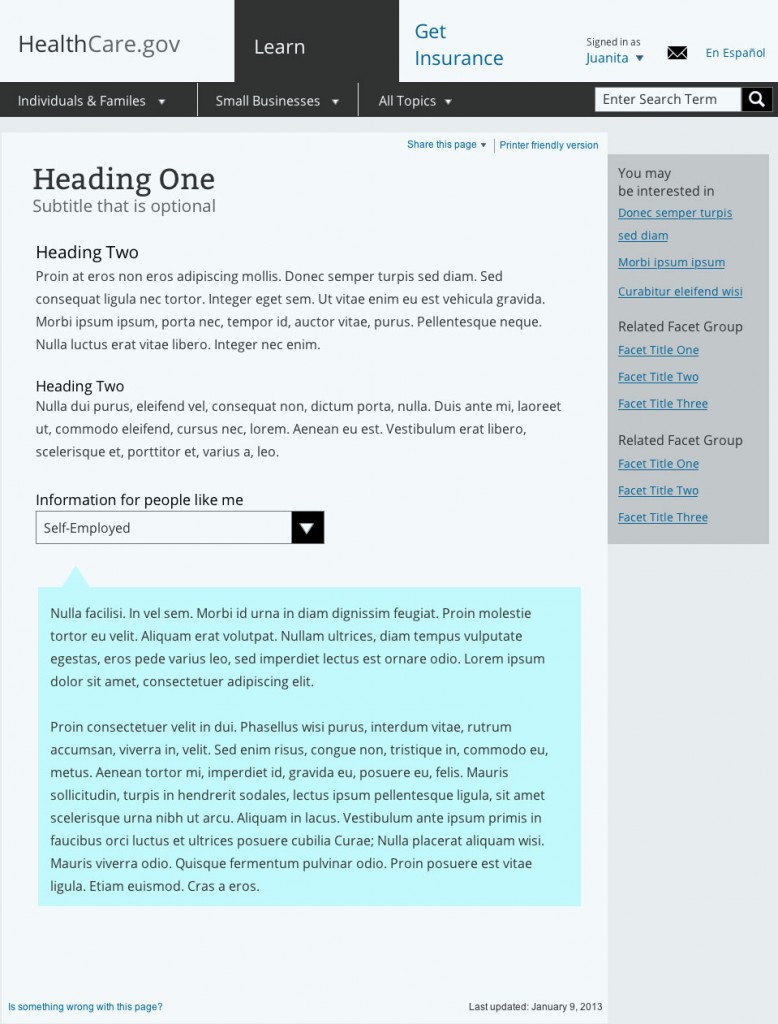 HealthCare.gov
Learn
Get
Insurance
Signed in as
Juanita
En Español
Individuals & Familes
Small Businesses
All Topics
Enter Search Term
Share this page
Printer friendly version
Heading One
Subtitle that is optional
Heading Two
Proin at eros non eros adipiscing mollis. Donec semper turpis sed diam. Sed
consequat ligula nec tortor. Integer eget sem. Ut vitae enim eu est vehicula gravida.
Morbi ipsum ipsum, porta nec, tempor id, auctor vitae, purus. Pellentesque neque.
Nulla luctus erat vitae libero. Integer nec enim.
Heading Two
Nulla dui purus, eleifend vel, consequat non, dictum porta, nulla. Duis ante mi, laoreet
ut, commodo eleifend, cursus nec, lorem. Aenean eu est. Vestibulum erat libero,
scelerisque et, porttitor et, varius a, leo.
Information for people like me
Self-Employed
Nulla facilisi. In vel sem. Morbi id urna in diam dignissim feugiat. Proin molestie
tortor eu velit. Aliquam erat volutpat. Nullam ultrices, diam tempus vulputate
egestas, eros pede varius leo, sed imperdiet lectus est ornare odio. Lorem ipsum
dolor sit amet, consectetuer adipiscing elit.
Proin consectetuer velit in dui. Phasellus wisi purus, interdum vitae, rutrum
accumsan, viverra in, velit. Sed enim risus, congue non, tristique in, commodo eu,
metus. Aenean tortor mi, imperdiet id, gravida eu, posuere eu, felis. Mauris
sollicitudin, turpis in hendrerit sodales, lectus ipsum pellentesque ligula, sit amet
scelerisque urna nibh ut arcu. Aliquam in lacus. Vestibulum ante ipsum primis in
faucibus orci luctus et ultrices posuere cubilia Curae; Nulla placerat aliquam wisi.
Mauris viverra odio. Quisque fermentum pulvinar odio. Proin posuere est vitae
ligula. Etiam euismod. Cras a eros.
You may
be interested in
Donec semper turpis
sed diam
Morbi ipsum ipsum
Curabitur eleifend wisi
Related Facet Group
Facet Title One
Facet Title Two
Facet Title Three
Related Facet Group
Facet Title One
Facet Title Two
Facet Title Three
Is something wrong with this page?
Last updated: January 9, 2013